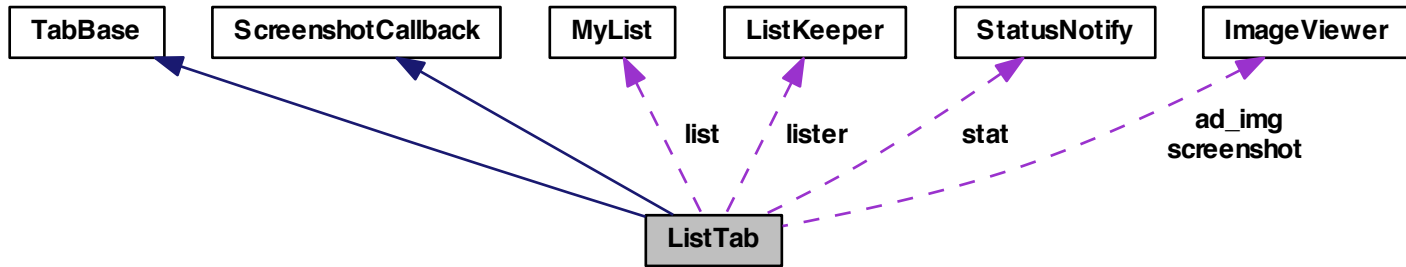 TabBase
ScreenshotCallback
MyList
ListKeeper
StatusNotify
ImageViewer
list
lister
stat
ad_img
screenshot
ListTab